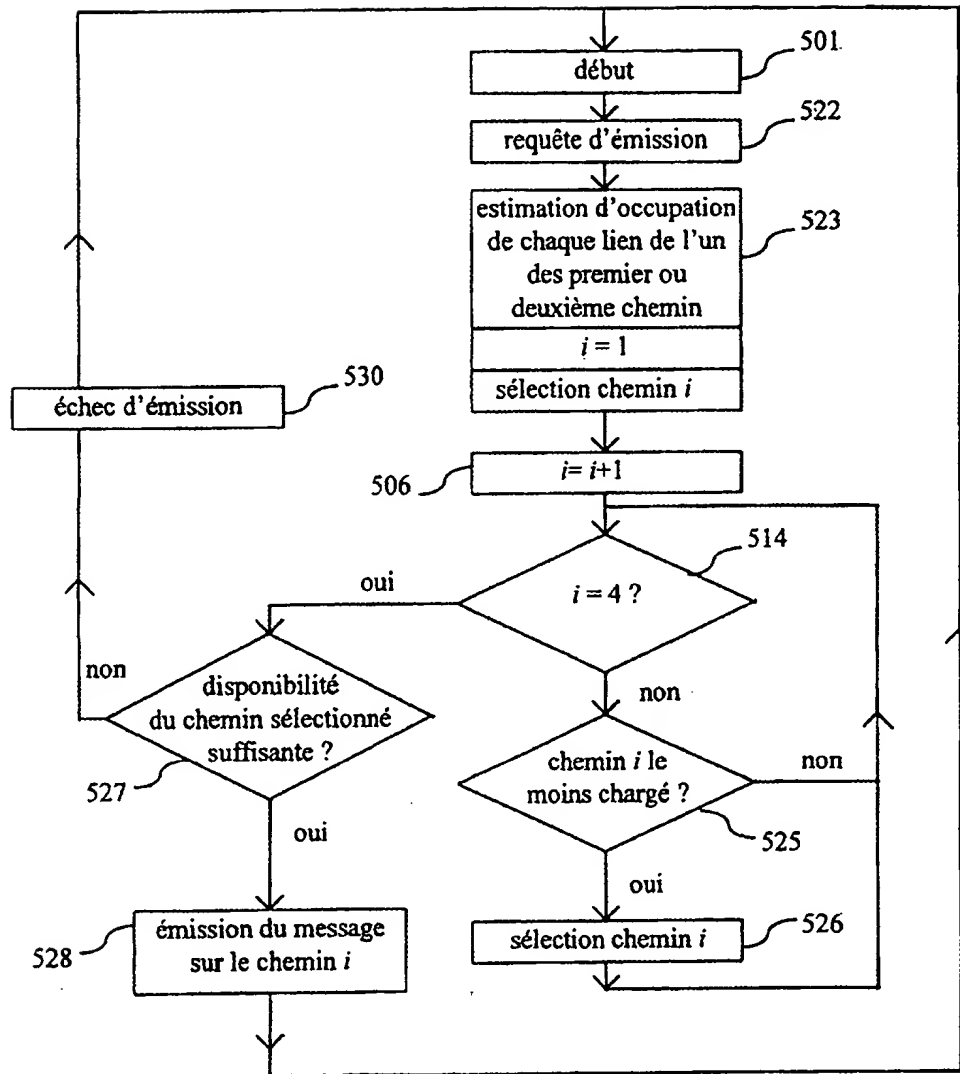 501
début
522
requête d'émission
estimation d'occupation
de chaque lien de l'un
des premier ou
deuxième chemin
523
i = 1
sélection chemin i
530
échec d'émission
506
i= i+1
514
i = 4 ?
oui
non
non
disponibilité
du chemin sélectionné
suffisante ?
527
chemin i le
moins chargé ?
non
525
oui
oui
émission du message
sur le chemin i
528
sélection chemin i
526